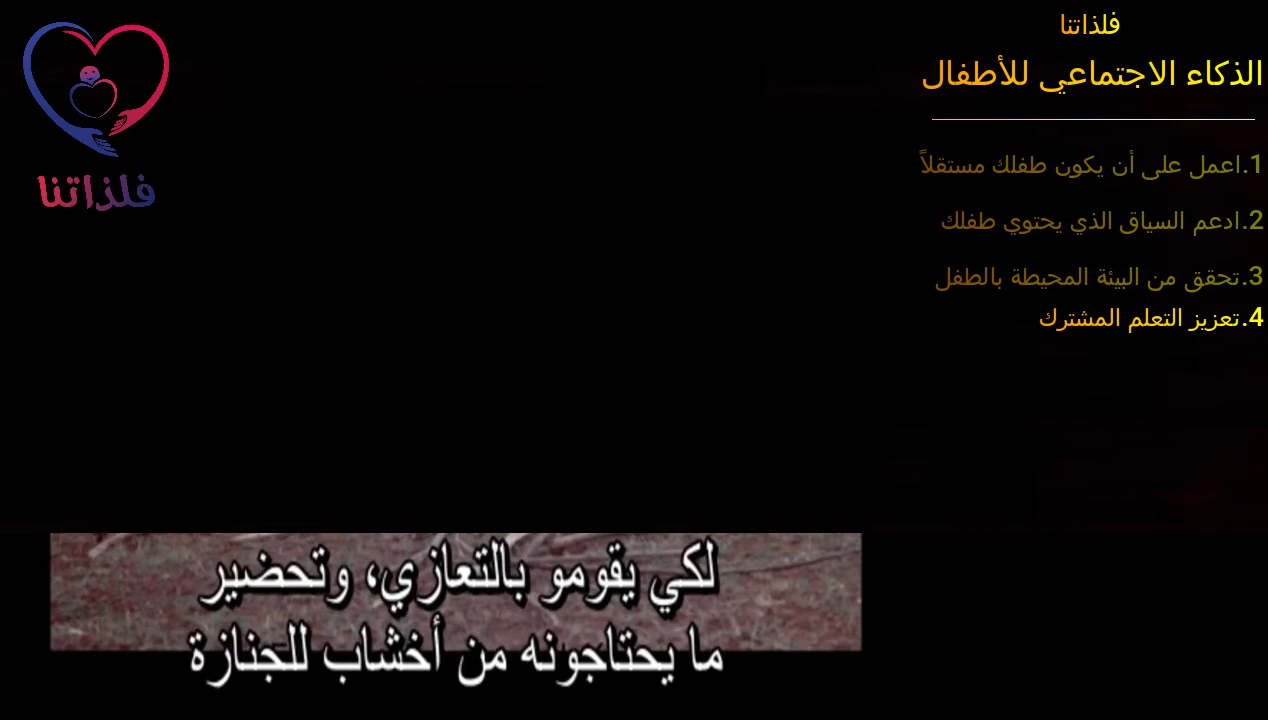 فلذاتنا
فلذاتنا
الذكاء الاجتماعي للأطفال
1.اعمل على أن يكون طفلك مستقلاً
2.ادعم السياق الذي يحتوي طفلك
3.تحقق من البيئة المحيطة بالطفل
4.تعزيز التعلم المشترك
لكي يقومو بالتعازي، وتحضير
ما يحتاجونه من أخشاب للجنازة